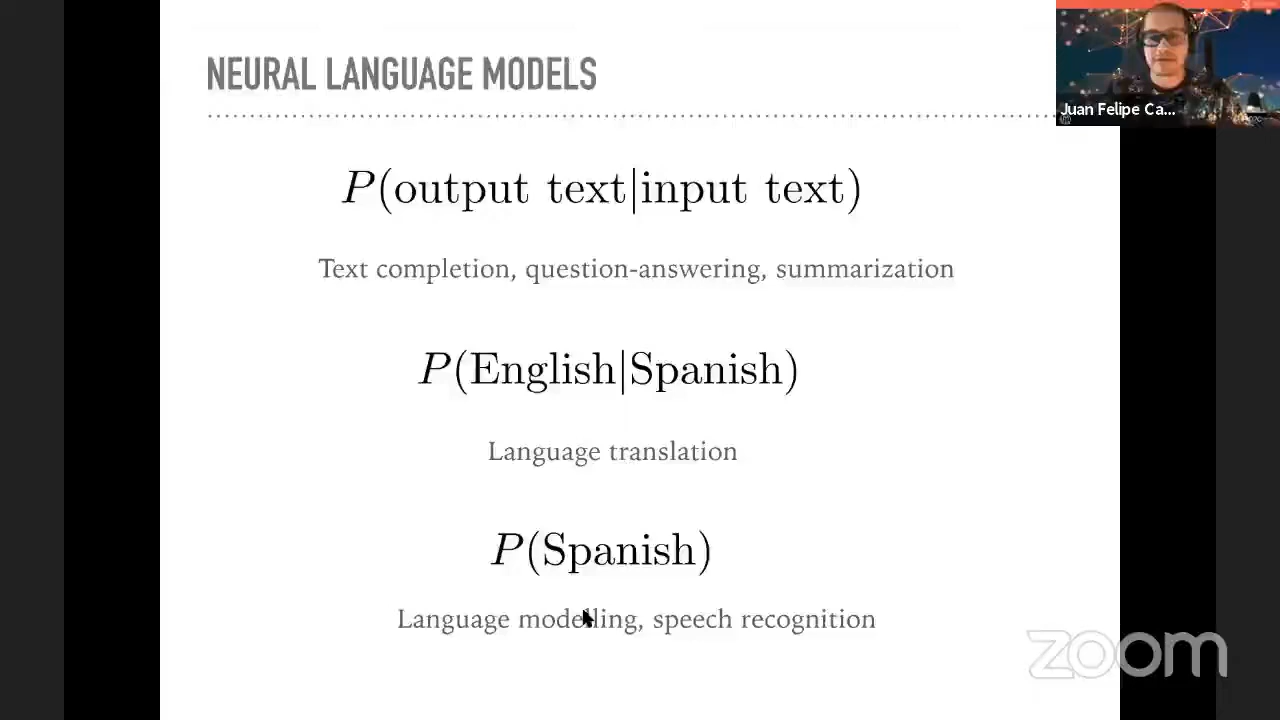 NEURAL LANGUAGE MODELS
Juan Felipe Ca...
P(output text|input text)
Text completion, question-answering, summarization
P(English|Spanish)
Language translation
P(Spanish)
Language modelling, speech recognition
zoom